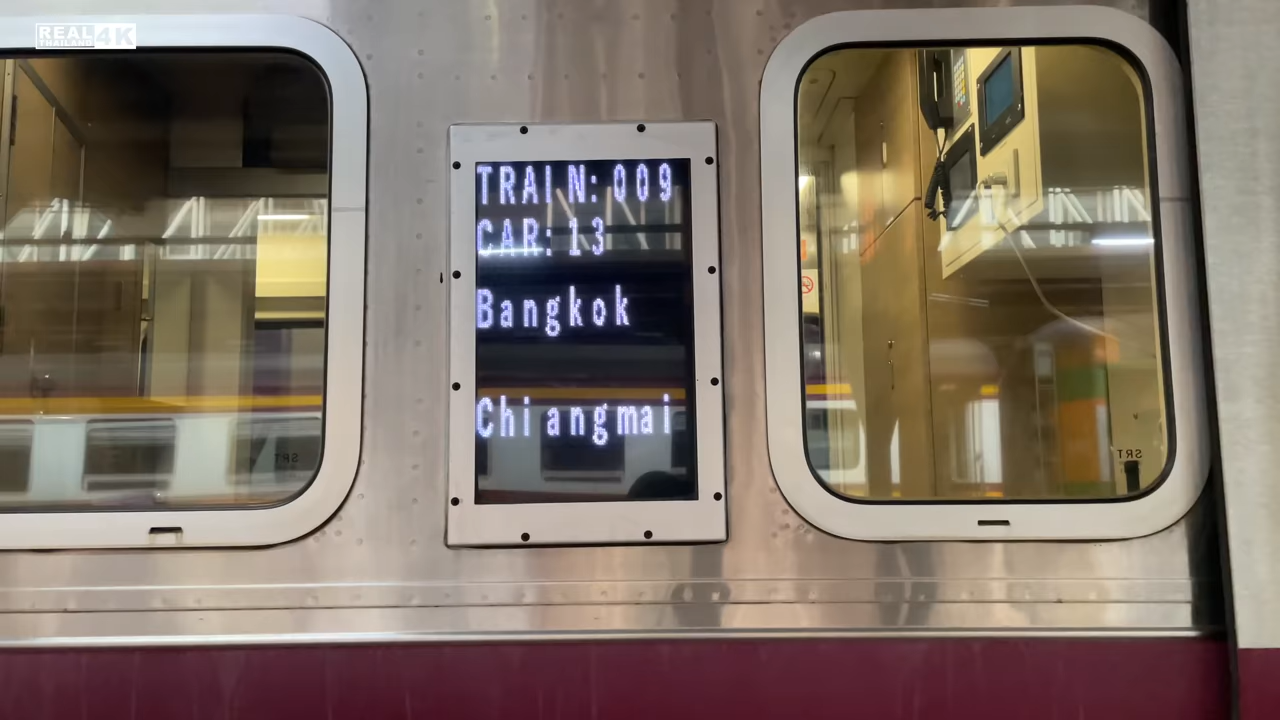 REAL 4K
THAILAND
TRAIN: 009
CAR: 13
Bangkok
Chiangmai
SRT
SRT